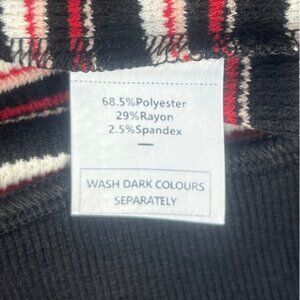 68.5%Polyester
29%Rayon
2.5%Spandex
—
WASH DARK COLOURS
SEPARATELY